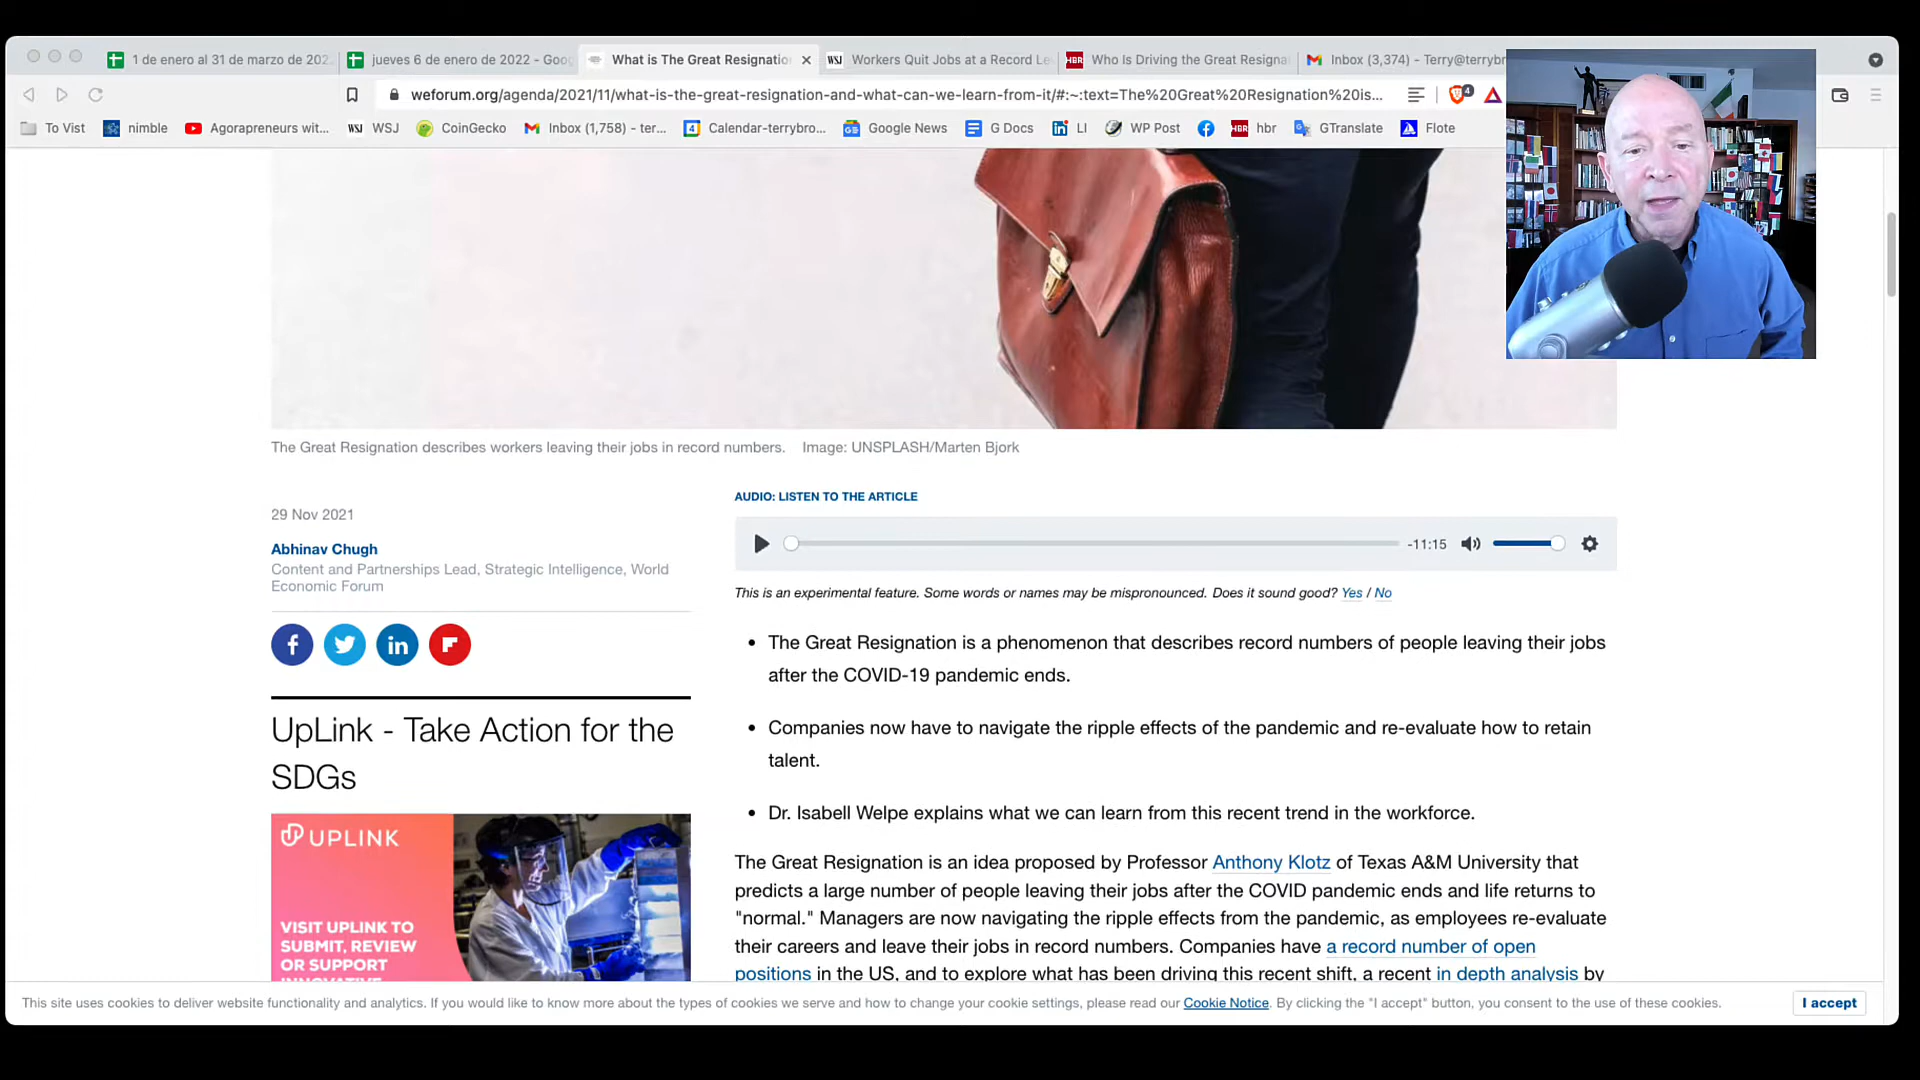 1 de enero al 31 de marzo de 202
jueves 6 de enero de 2022 - Goo
What is The Great Resignatio
Workers Quit Jobs at a Record Le
Who Is Driving the Great Resigna
Inbox (3,374) - Terry@terrybr
weforum.org/agenda/2021/11/what-is-the-great-resignation-and-what-can-we-learn-from-it/#:~:text=The%20Great%20Resignation%20is...
4
To Vist
nimble
Agorapreneurs wit...
WSJ
CoinGecko
Inbox (1,758) - ter...
Calendar-terrybro...
Google News
G Docs
LI
WP Post
hbr
GTranslate
Flote
The Great Resignation describes workers leaving their jobs in record numbers. Image: UNSPLASH/Marten Bjork
29 Nov 2021
Abhinav Chugh
Content and Partnerships Lead, Strategic Intelligence, World
Economic Forum
UpLink - Take Action for the
SDGs
UPLINK
VISIT UPLINK TO
SUBMIT, REVIEW
OR SUPPORT
INNOVATIVE
AUDIO: LISTEN TO THE ARTICLE
-11:15
This is an experimental feature. Some words or names may be mispronounced. Does it sound good? Yes / No
• The Great Resignation is a phenomenon that describes record numbers of people leaving their jobs
after the COVID-19 pandemic ends.
• Companies now have to navigate the ripple effects of the pandemic and re-evaluate how to retain
talent.
• Dr. Isabell Welpe explains what we can learn from this recent trend in the workforce.
The Great Resignation is an idea proposed by Professor Anthony Klotz of Texas A&M University that
predicts a large number of people leaving their jobs after the COVID pandemic ends and life returns to
"normal." Managers are now navigating the ripple effects from the pandemic, as employees re-evaluate
their careers and leave their jobs in record numbers. Companies have a record number of open
positions in the US, and to explore what has been driving this recent shift, a recent in depth analysis by
This site uses cookies to deliver website functionality and analytics. If you would like to know more about the types of cookies we serve and how to change your cookie settings, please read our Cookie Notice. By clicking the "I accept" button, you consent to the use of these cookies.
I accept